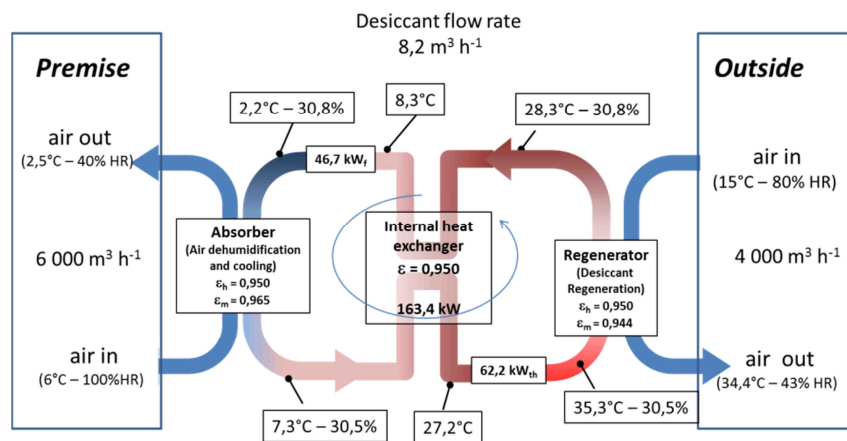 Desiccant flow rate
8,2 m³ h⁻¹
Premise
Outside
2,2°C – 30,8%
8,3°C
28,3°C – 30,8%
air out
(2,5°C – 40% HR)
46,7 kWf
air in
(15°C – 80% HR)
Absorber
(Air dehumidification
and cooling)
εh = 0,950
εm = 0,965
Internal heat
exchanger
ε = 0,950
163,4 kW
Regenerator
(Desiccant
Regeneration)
εh = 0,950
εm = 0,944
6 000 m³ h⁻¹
4 000 m³ h⁻¹
air in
(6°C – 100%HR)
62,2 kWth
air out
(34,4°C – 43% HR)
7,3°C – 30,5%
27,2°C
35,3°C – 30,5%